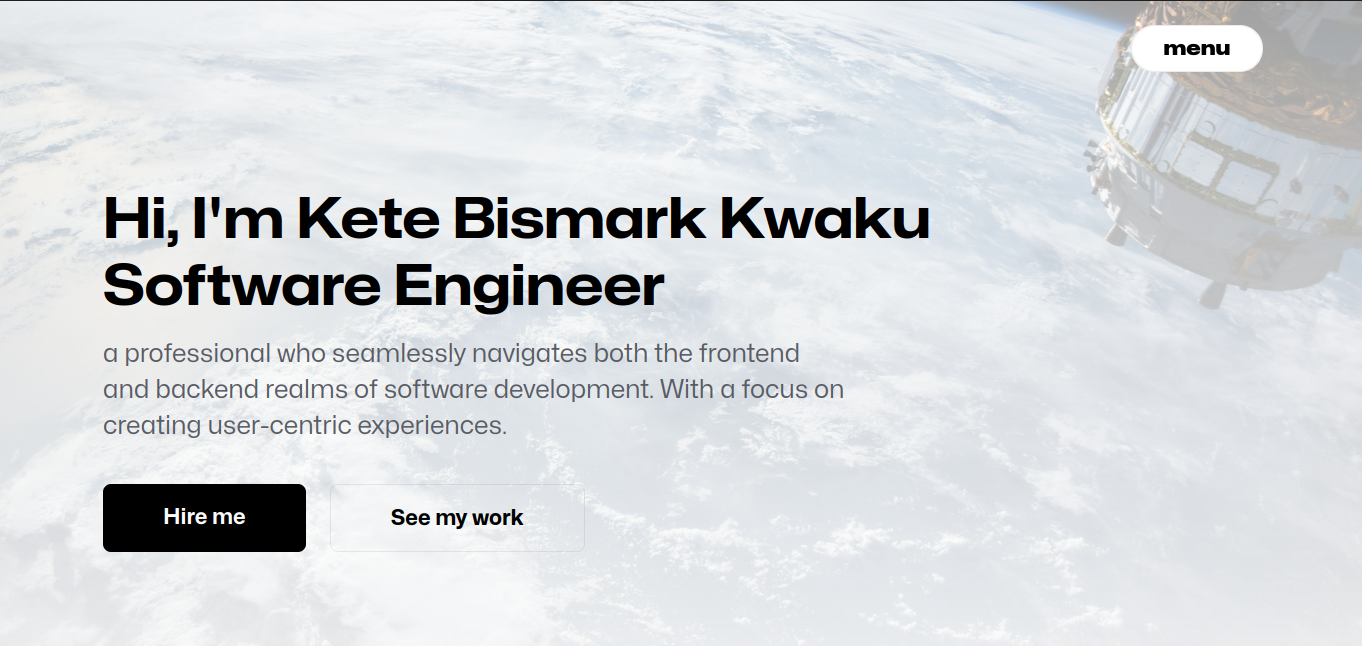 menu
Hi, I'm Kete Bismark Kwaku
Software Engineer
a professional who seamlessly navigates both the frontend
and backend realms of software development. With a focus on
creating user-centric experiences.
Hire me
See my work